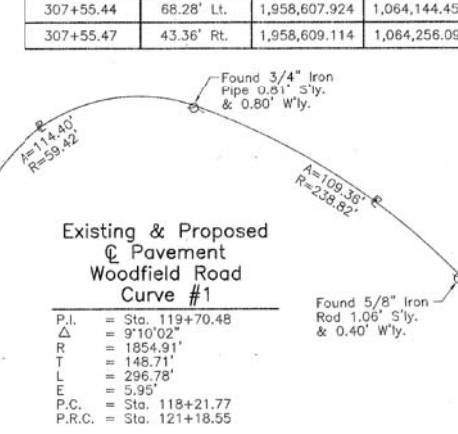 307+55.44 68.28' Lt. 1,958,607.924 1,064,144.45
307+55.47 43.36' Rt. 1,958,609.114 1,064,256.09
Found 3/4" Iron
Pipe 0.81' S'ly.
& 0.80' W'ly.
A=114.40'
R=59.42'
A=109.36'
R=238.82'
Existing & Proposed
℄ Pavement
Woodfield Road
Curve #1
P.I. = Sta. 119+70.48
Δ = 9°10'02"
R = 1854.91'
T = 148.71'
L = 296.78'
E = 5.95'
P.C. = Sta. 118+21.77
P.R.C. = Sta. 121+18.55
Found 5/8" Iron
Rod 1.06' S'ly.
& 0.40' W'ly.